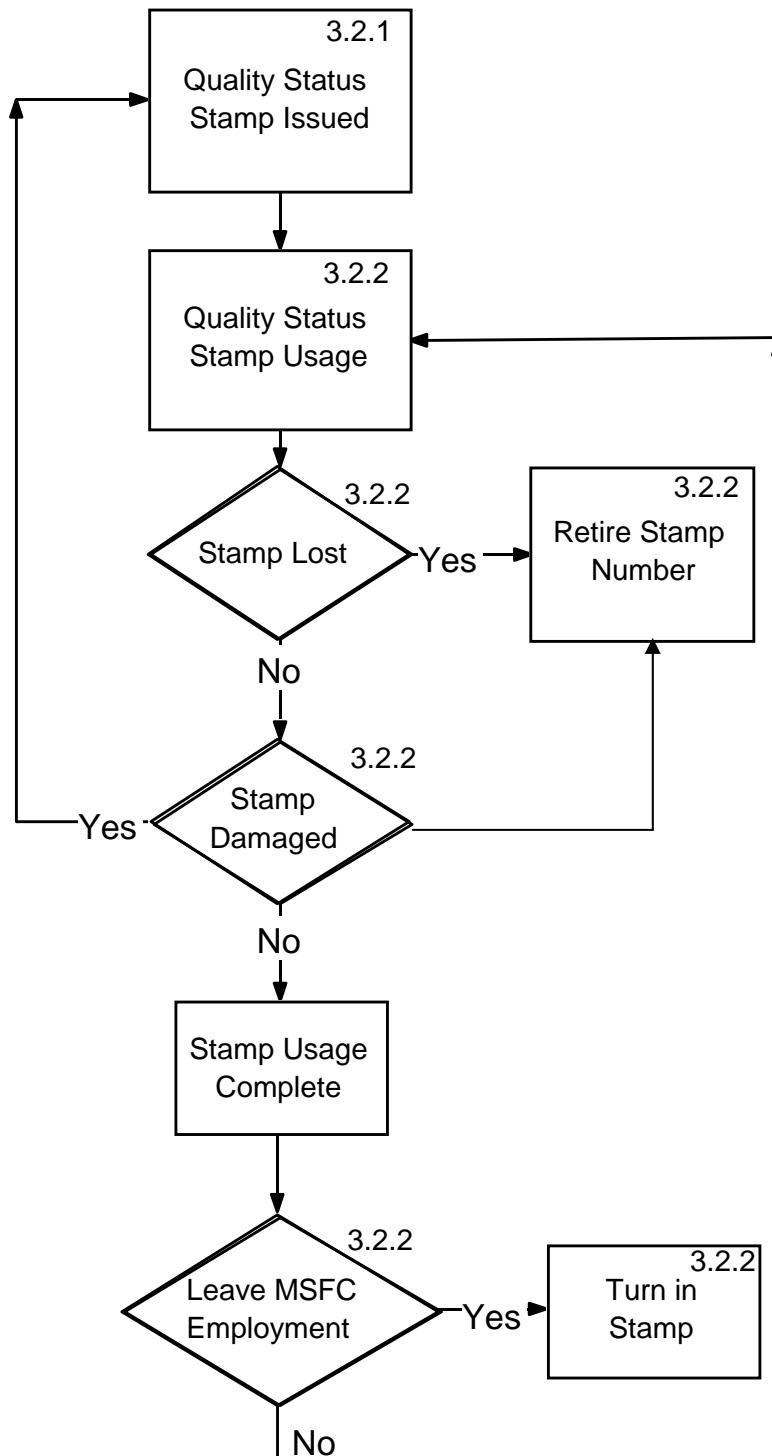 3.2.1
Quality Status
Stamp Issued
3.2.2
Quality Status
Stamp Usage
3.2.2
Stamp Lost
Yes
3.2.2
Retire Stamp
Number
No
3.2.2
Stamp
Damaged
Yes
No
Stamp Usage
Complete
3.2.2
Leave MSFC
Employment
Yes
3.2.2
Turn in
Stamp
No